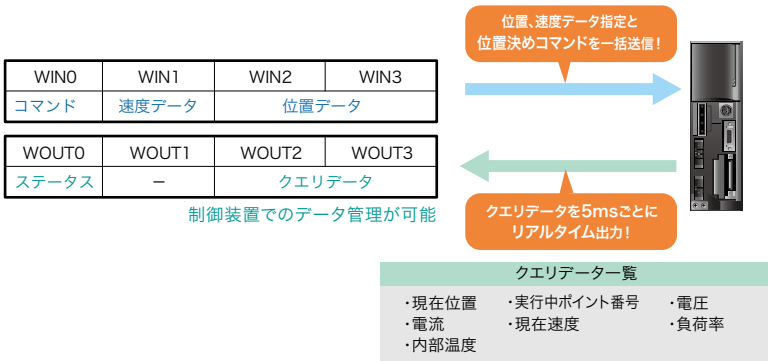 位置、速度データ指定と
位置決めコマンドを一括送信！
WIN0 WIN1 WIN2 WIN3
コマンド 速度データ 位置データ
WOUT0 WOUT1 WOUT2 WOUT3
ステータス － クエリデータ
制御装置でのデータ管理が可能
クエリデータを5msごとに
リアルタイム出力！
クエリデータ一覧
・現在位置 ・実行中ポイント番号 ・電圧
・電流 ・現在速度 ・負荷率
・内部温度